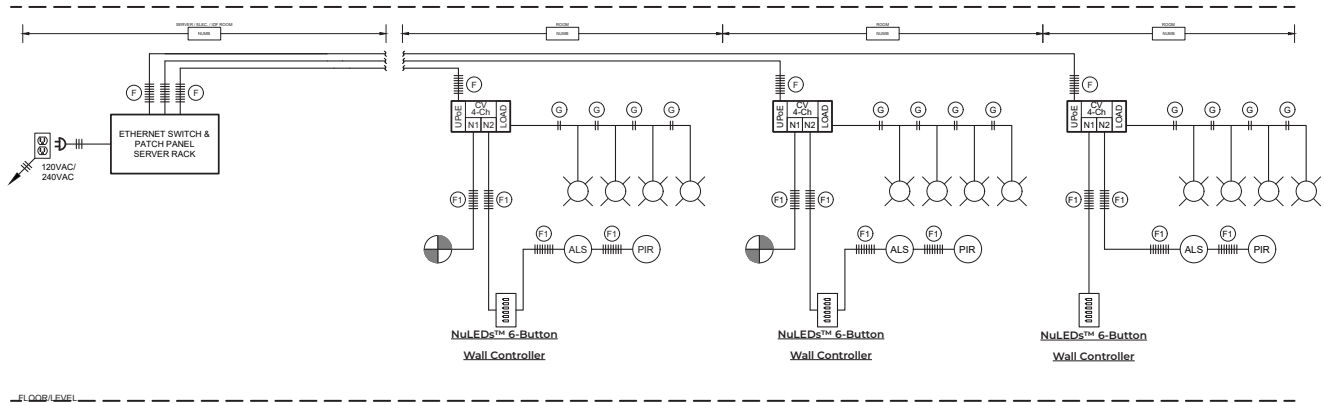 SERVER / ELEC. / IDF ROOM
NUMB
ROOM
NUMB
ROOM
NUMB
ROOM
NUMB
F
F
F
F
F
UPoE
CV
4-Ch
N1
N2
LOAD
G
G
G
G
UPoE
CV
4-Ch
N1
N2
LOAD
G
G
G
G
UPoE
CV
4-Ch
N1
N2
LOAD
G
G
G
G
ETHERNET SWITCH &
PATCH PANEL
SERVER RACK
120VAC/
240VAC
F1
F1
F1
F1
F1
F1
F1
ALS
F1
PIR
F1
ALS
F1
PIR
F1
ALS
F1
PIR
NuLEDs™ 6-Button
Wall Controller
NuLEDs™ 6-Button
Wall Controller
NuLEDs™ 6-Button
Wall Controller
FLOOR/LEVEL